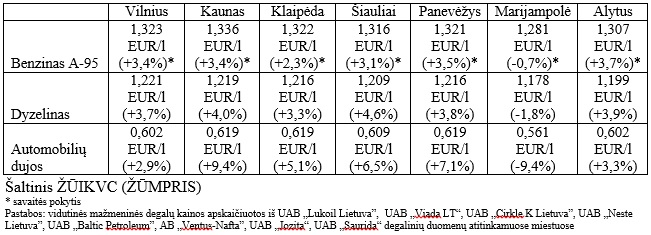 Vilnius Kaunas Klaipėda Šiauliai Panevėžys Marijampolė Alytus
1,323 1,336 1,322 1,316 1,321 1,281 1,307
EUR/l EUR/l EUR/l EUR/l EUR/l EUR/l EUR/l
Benzinas A-95 (+3,4%)* (+3,4%)* (+2,3%)* (+3,1%)* (+3,5%)* (-0,7%)* (+3,7%)*
1,221 1,219 1,216 1,209 1,216 1,178 1,199
EUR/l EUR/l EUR/l EUR/l EUR/l EUR/l EUR/l
Dyzelinas (+3,7%) (+4,0%) (+3,3%) (+4,6%) (+3,8%) (-1,8%) (+3,9%)
0,602 0,619 0,619 0,609 0,619 0,561 0,602
Automobilių EUR/l EUR/l EUR/l EUR/l EUR/l EUR/l EUR/l
dujos (+2,9%) (+9,4%) (+5,1%) (+6,5%) (+7,1%) (-9,4%) (+3,3%)
Šaltinis ŽŪIKVC (ŽŪMPRIS)
* savaitės pokytis
Pastabos: vidutinės mažmeninės degalų kainos apskaičiuotos iš UAB „Lukoil Lietuva”, UAB „Viada LT“, UAB „Cirkle K Lietuva”, UAB „Neste
Lietuva”, UAB „Baltic Petroleum”, AB „Ventus-Nafta”, UAB „Jozita”, UAB „Saurida” degalinių duomenų atitinkamuose miestuose